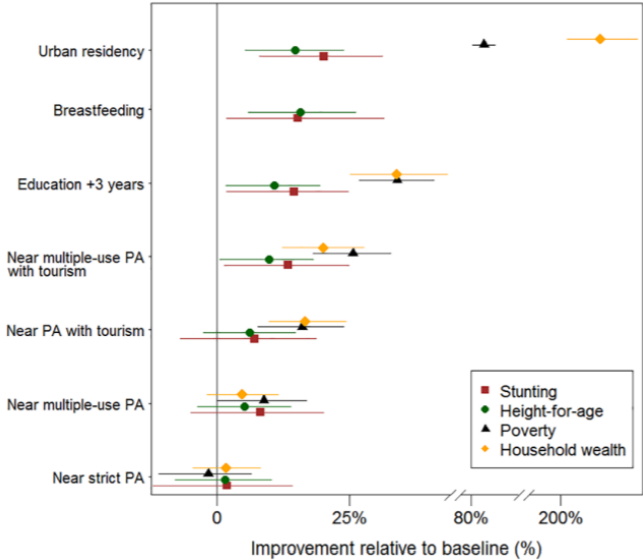 Urban residency
Breastfeeding
Education +3 years
Near multiple-use PA
with tourism
Near PA with tourism
Near multiple-use PA
Near strict PA
Stunting
Height-for-age
Poverty
Household wealth
0
25%
80%
200%
Improvement relative to baseline (%)